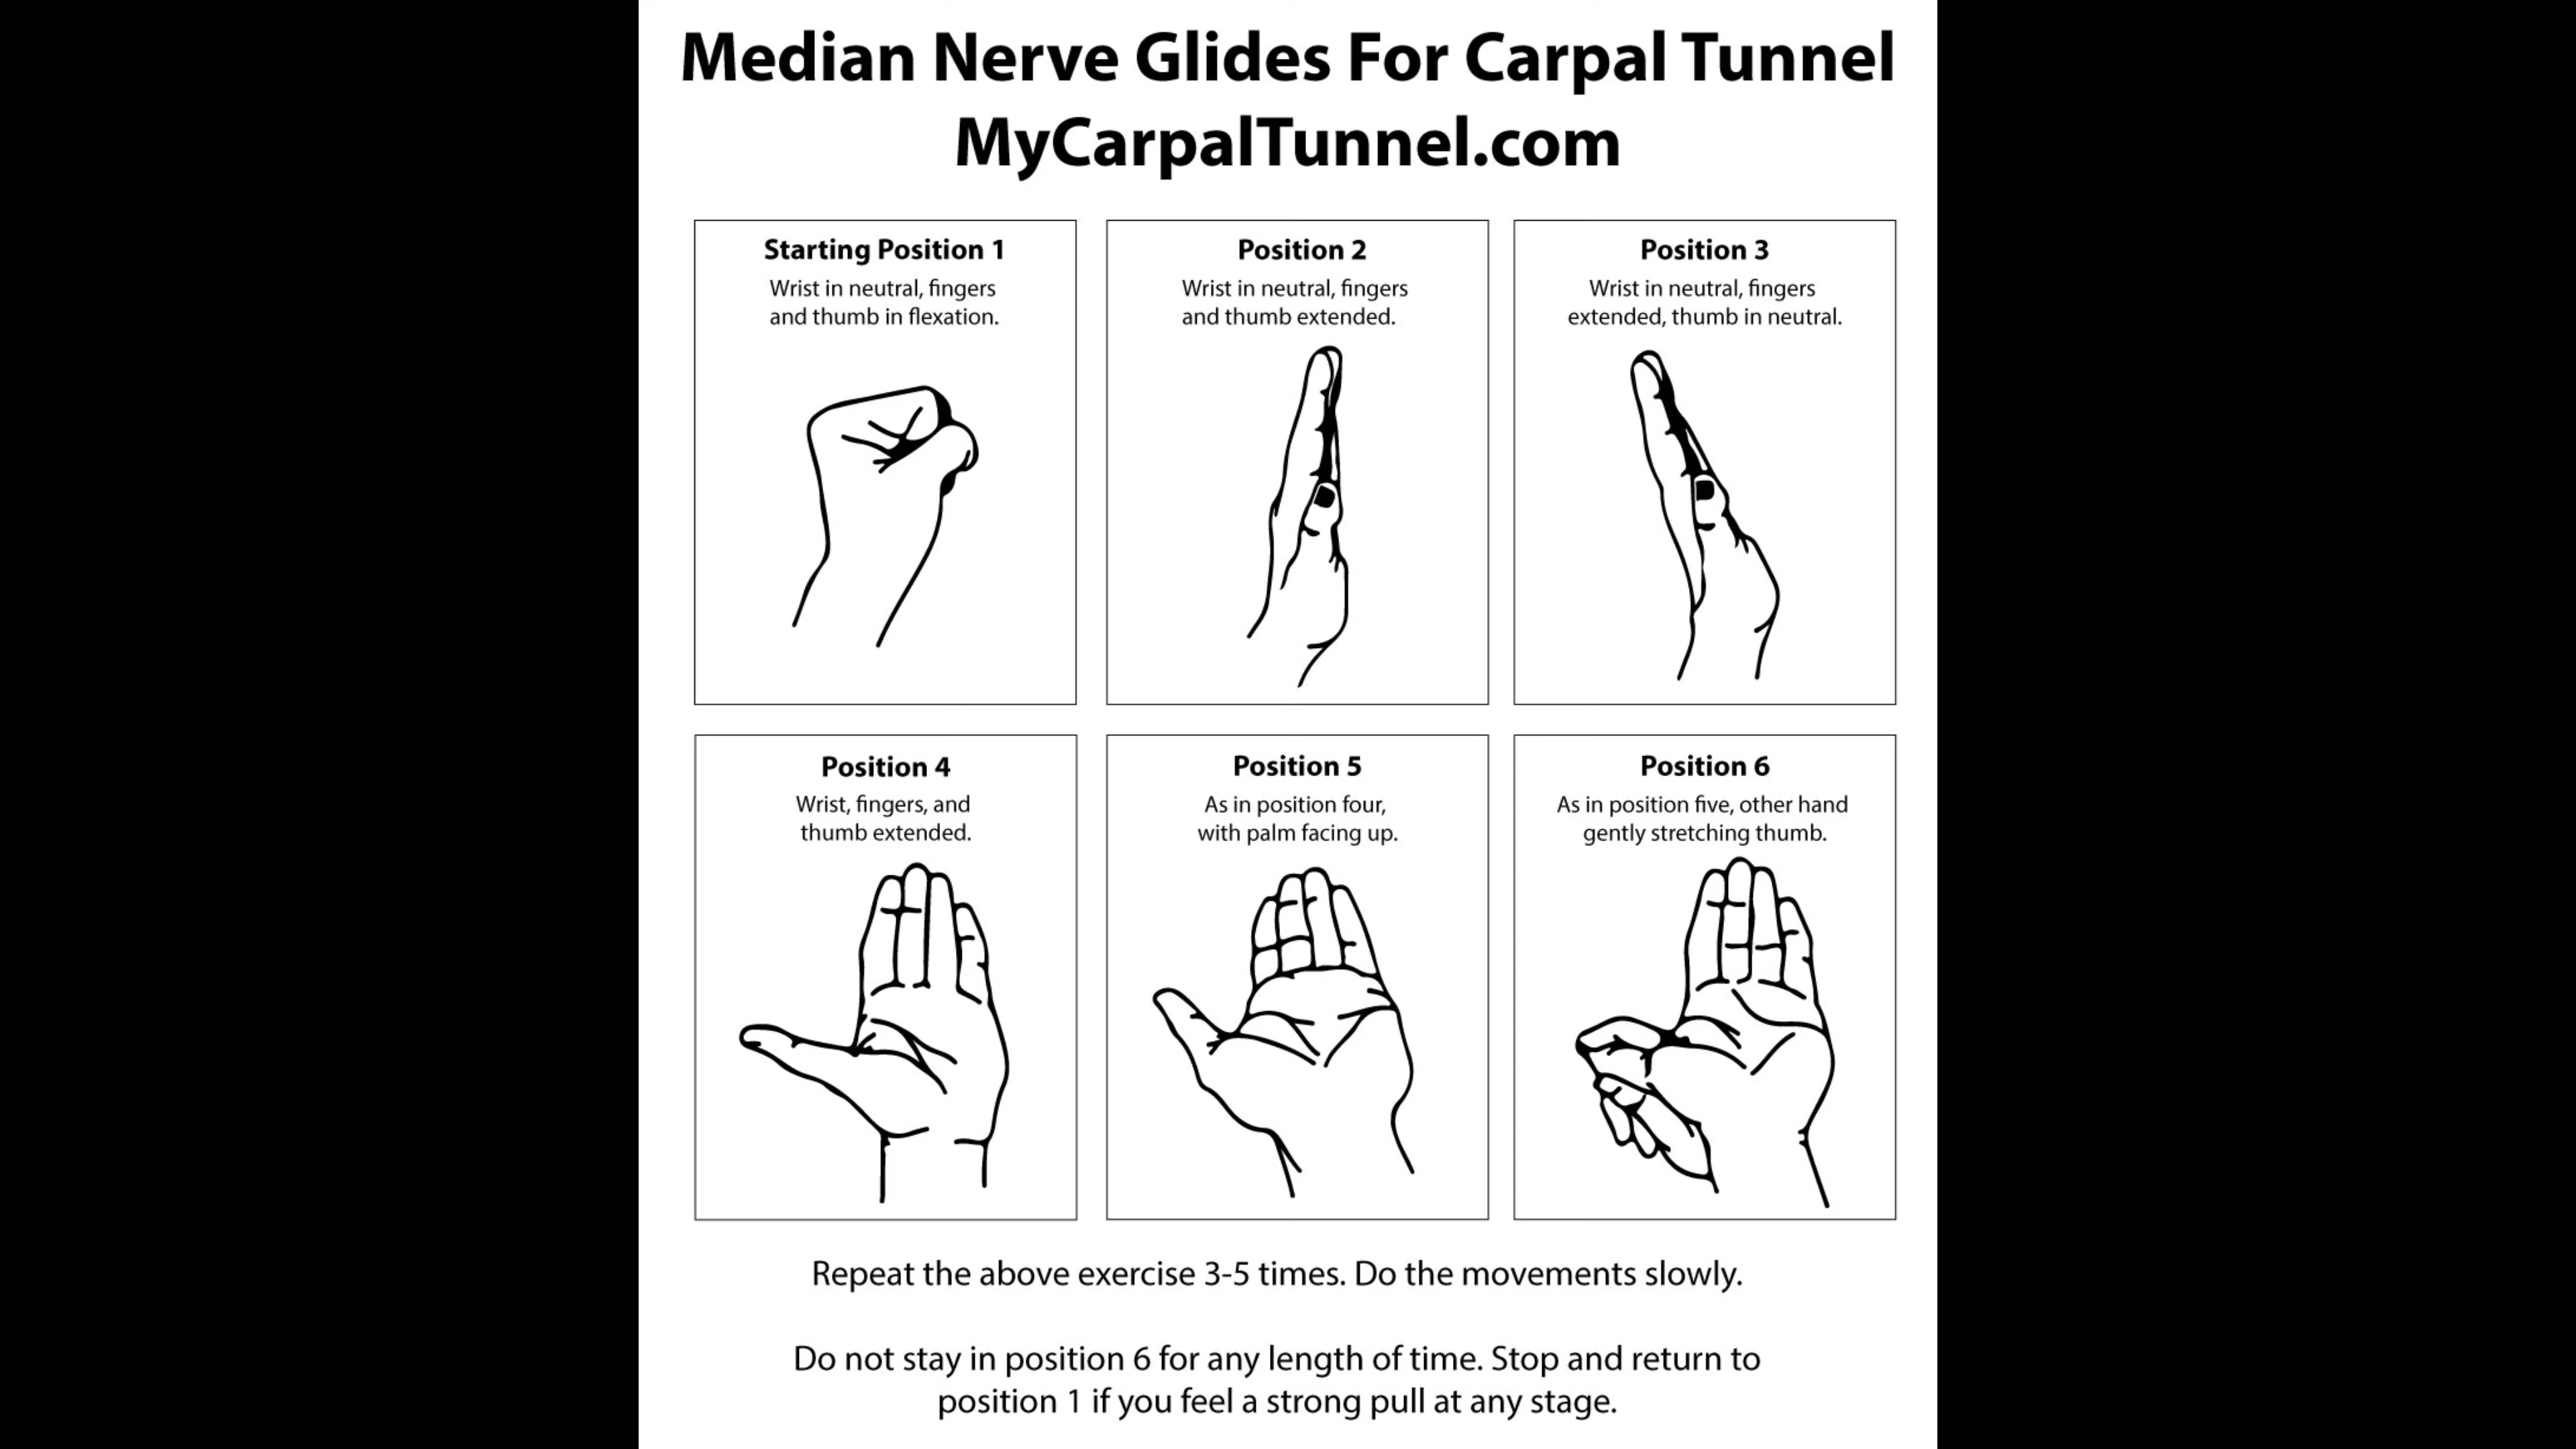 Median Nerve Glides For Carpal Tunnel
MyCarpalTunnel.com
Starting Position 1
Wrist in neutral, fingers
and thumb in flexation.
Position 2
Wrist in neutral, fingers
and thumb extended.
Position 3
Wrist in neutral, fingers
extended, thumb in neutral.
Position 4
Wrist, fingers, and
thumb extended.
Position 5
As in position four,
with palm facing up.
Position 6
As in position five, other hand
gently stretching thumb.
Repeat the above exercise 3-5 times. Do the movements slowly.
Do not stay in position 6 for any length of time. Stop and return to
position 1 if you feel a strong pull at any stage.